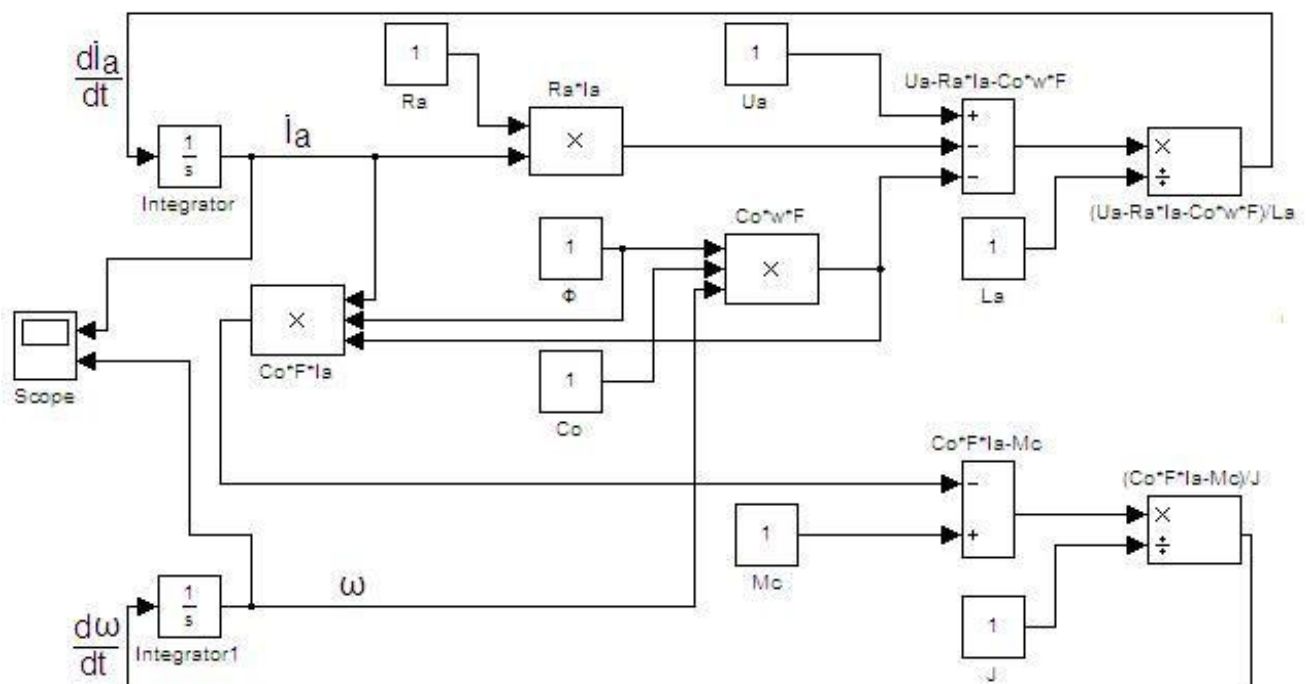 di_a
dt
1
Ra
Ra*Ia
×
1
Ua
Ua-Ra*Ia-Co*w*F
+
-
-
×
÷
(Ua-Ra*Ia-Co*w*F)/La
1
s
Integrator
i_a
1
Φ
Co*w*F
×
1
La
×
Co*F*Ia
Scope
1
Co
Co*F*Ia-Mc
-
+
(Co*F*Ia-Mc)/J
×
÷
1
Mc
1
s
Integrator1
ω
dω
dt
1
J